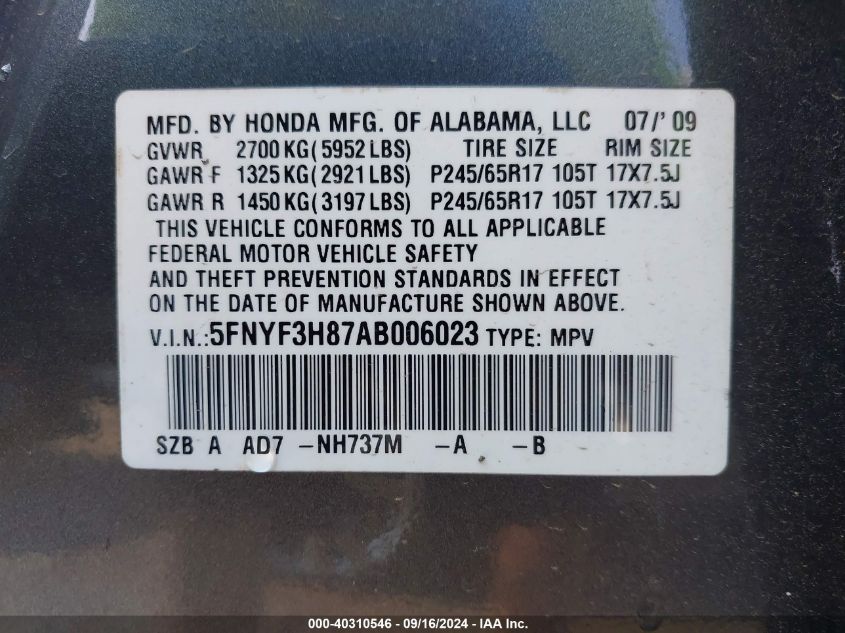 MFD. BY HONDA MFG. OF ALABAMA, LLC 07/'09
GVWR 2700 KG(5952 LBS) TIRE SIZE RIM SIZE
GAWR F 1325 KG(2921 LBS) P245/65R17 105T 17X7.5J
GAWR R 1450 KG(3197 LBS) P245/65R17 105T 17X7.5J
THIS VEHICLE CONFORMS TO ALL APPLICABLE
FEDERAL MOTOR VEHICLE SAFETY
AND THEFT PREVENTION STANDARDS IN EFFECT
ON THE DATE OF MANUFACTURE SHOWN ABOVE.
V.I.N.:5FNYF3H87AB006023 TYPE: MPV
SZB A AD7 -NH737M -A -B
000-40310546 - 09/16/2024 - IAA Inc.